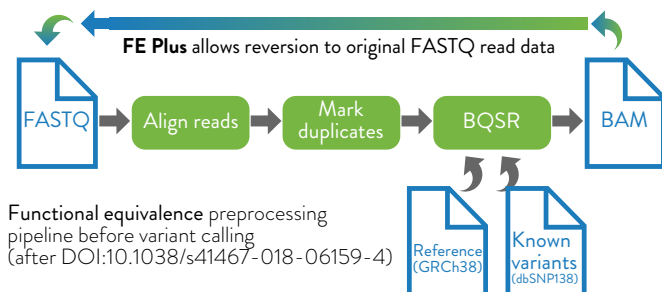 FE Plus allows reversion to original FASTQ read data
FASTQ
Align reads
Mark
duplicates
BQSR
BAM
Functional equivalence preprocessing
pipeline before variant calling
(after DOI:10.1038/s41467-018-06159-4)
Reference
(GRCh38)
Known
variants
(dbSNP138)